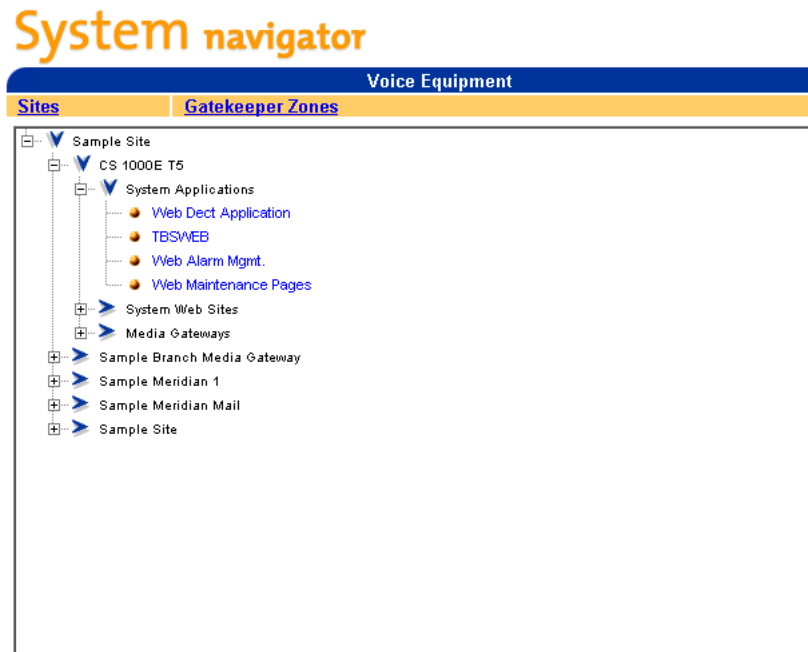 System navigator
Voice Equipment
Sites Gatekeeper Zones
Sample Site
CS 1000E T5
System Applications
Web Dect Application
TBSWEB
Web Alarm Mgmt.
Web Maintenance Pages
System Web Sites
Media Gateways
Sample Branch Media Gateway
Sample Meridian 1
Sample Meridian Mail
Sample Site